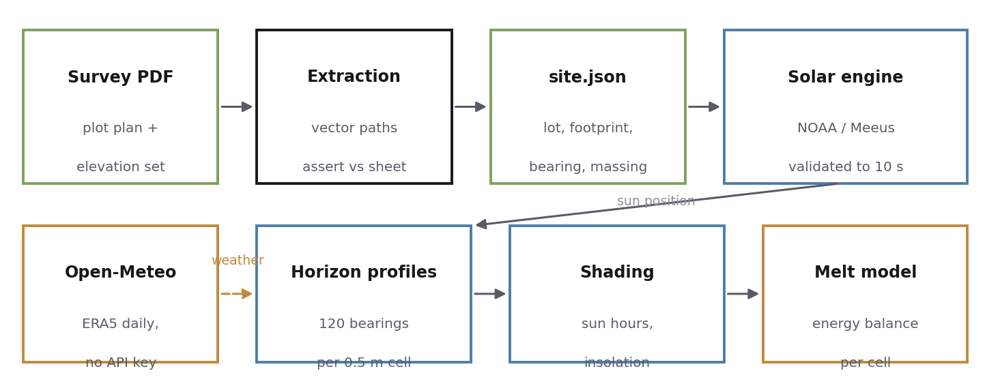 Survey PDF
plot plan +
elevation set
Extraction
vector paths
assert vs sheet
site.json
lot, footprint,
bearing, massing
Solar engine
NOAA / Meeus
validated to 10 s
sun position
Open-Meteo
ERA5 daily,
no API key
weather
Horizon profiles
120 bearings
per 0.5 m cell
Shading
sun hours,
insolation
Melt model
energy balance
per cell